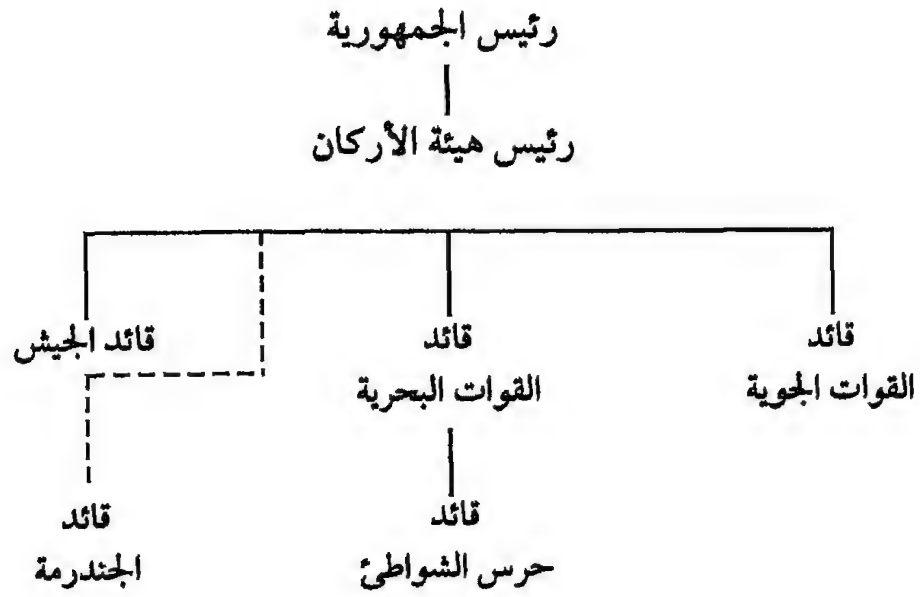 رئيس الجمهورية
رئيس هيئة الأركان
قائد
القوات الجوية
قائد
القوات البحرية
قائد الجيش
قائد
حرس الشواطئ
قائد
الجندرمة